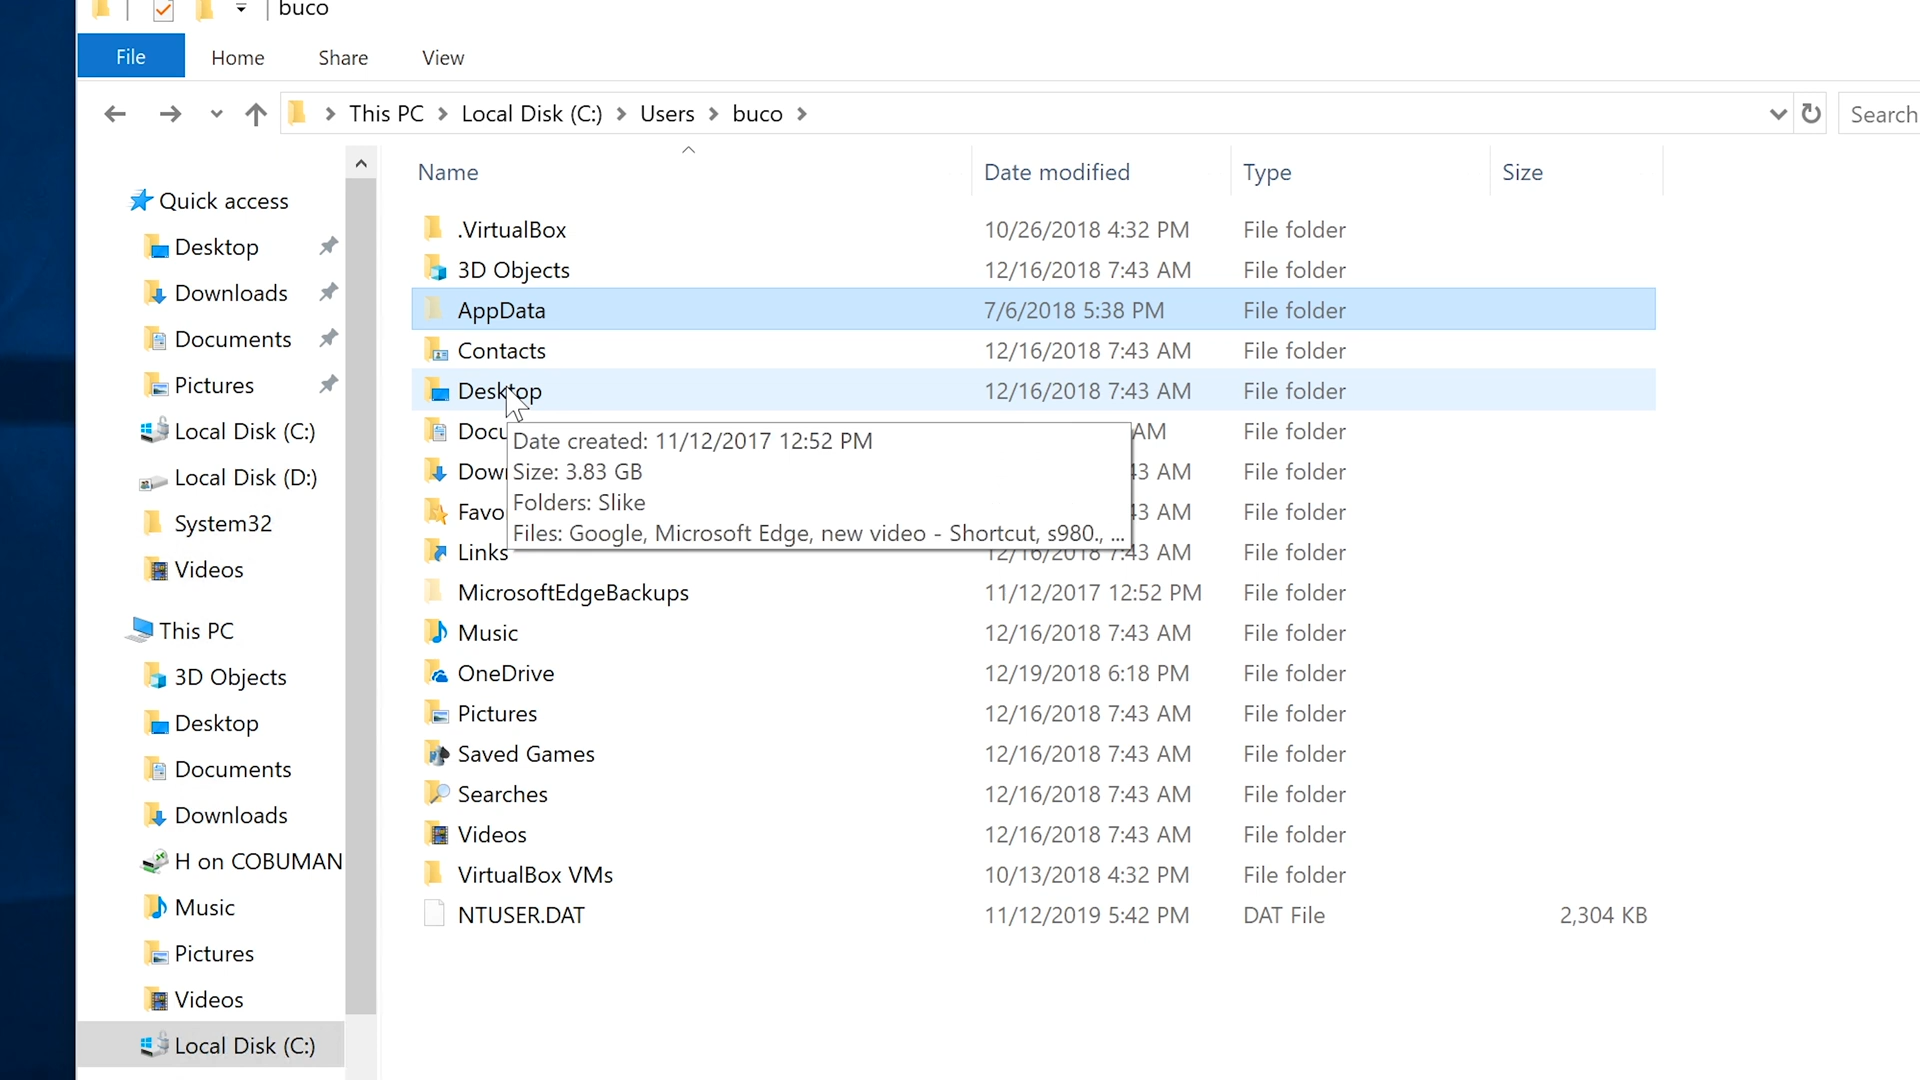 buco
File Home Share View
This PC Local Disk (C:) Users buco
Search
Name Date modified Type Size
Quick access
Desktop
Downloads
Documents
Pictures
Local Disk (C:)
Local Disk (D:)
System32
Videos
This PC
3D Objects
Desktop
Documents
Downloads
H on COBUMAN
Music
Pictures
Videos
Local Disk (C:)
.VirtualBox 10/26/2018 4:32 PM File folder
3D Objects 12/16/2018 7:43 AM File folder
AppData 7/6/2018 5:38 PM File folder
Contacts 12/16/2018 7:43 AM File folder
Desktop 12/16/2018 7:43 AM File folder
Docu AM File folder
Down 43 AM File folder
Favo 43 AM File folder
Links 12/16/2018 7:43 AM File folder
Date created: 11/12/2017 12:52 PM
Size: 3.83 GB
Folders: Slike
Files: Google, Microsoft Edge, new video - Shortcut, s980., ...
MicrosoftEdgeBackups 11/12/2017 12:52 PM File folder
Music 12/16/2018 7:43 AM File folder
OneDrive 12/19/2018 6:18 PM File folder
Pictures 12/16/2018 7:43 AM File folder
Saved Games 12/16/2018 7:43 AM File folder
Searches 12/16/2018 7:43 AM File folder
Videos 12/16/2018 7:43 AM File folder
VirtualBox VMs 10/13/2018 4:32 PM File folder
NTUSER.DAT 11/12/2019 5:42 PM DAT File 2,304 KB